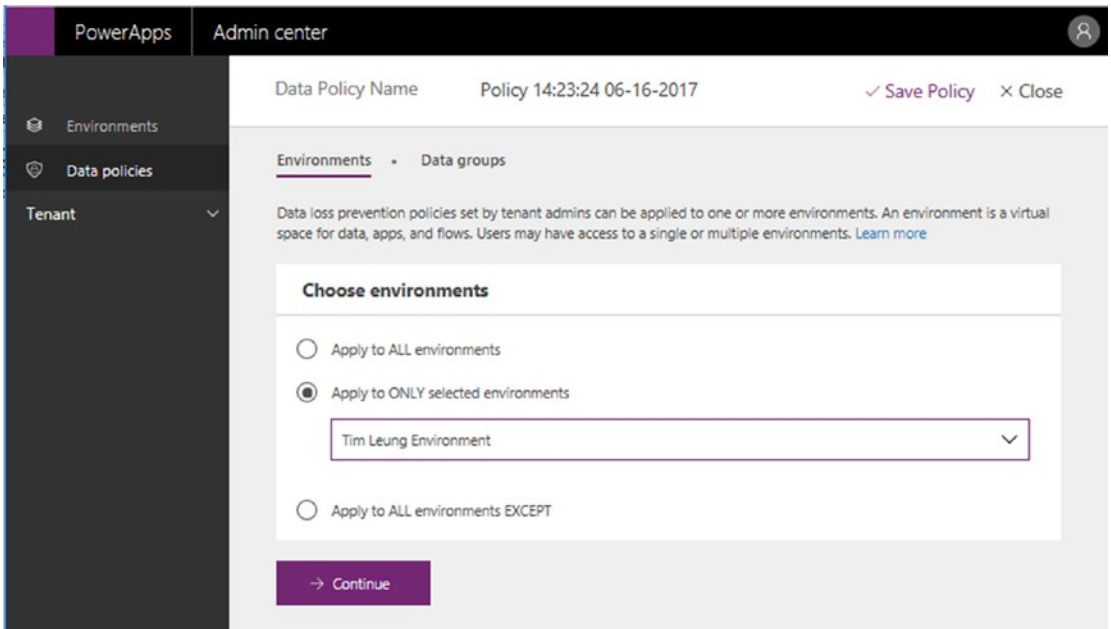 PowerApps
Admin center
Data Policy Name
Policy 14:23:24 06-16-2017
Save Policy
Close
Environments
Data policies
Tenant
Environments
Data groups
Data loss prevention policies set by tenant admins can be applied to one or more environments. An environment is a virtual
space for data, apps, and flows. Users may have access to a single or multiple environments. Learn more
Choose environments
Apply to ALL environments
Apply to ONLY selected environments
Tim Leung Environment
Apply to ALL environments EXCEPT
Continue